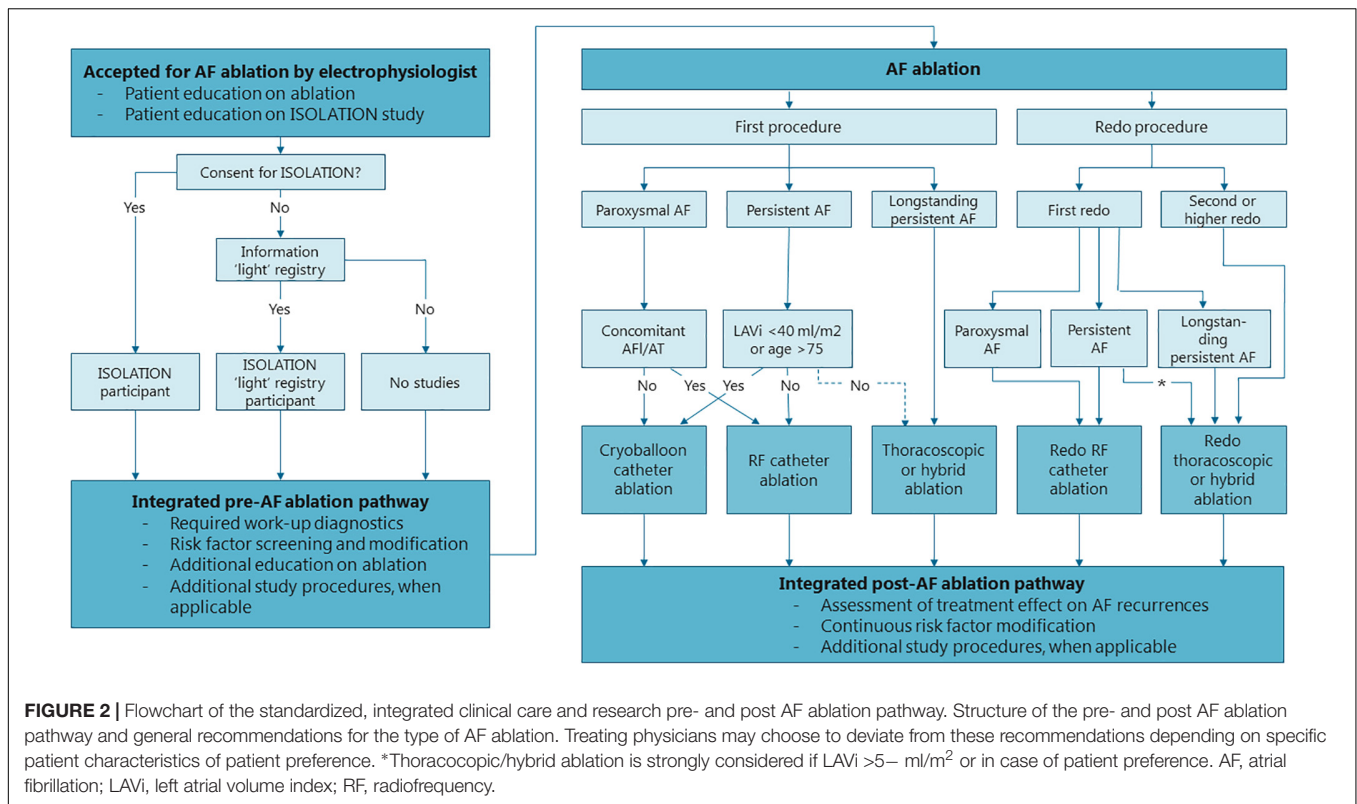 Accepted for AF ablation by electrophysiologist
- Patient education on ablation
- Patient education on ISOLATION study
Consent for ISOLATION?
Yes
No
Information
'light' registry
Yes
No
ISOLATION
participant
ISOLATION
'light' registry
participant
No studies
Integrated pre-AF ablation pathway
- Required work-up diagnostics
- Risk factor screening and modification
- Additional education on ablation
- Additional study procedures, when
applicable
AF ablation
First procedure
Redo procedure
Paroxysmal AF
Persistent AF
Longstanding
persistent AF
First redo
Second or
higher redo
Concomitant
AFl/AT
LAVi <40 ml/m2
or age >75
Paroxysmal
AF
Persistent
AF
Longstan-
ding
persistent AF
No
Yes
Yes
No
No
*
Cryoballoon
catheter
ablation
RF catheter
ablation
Thoracoscopic
or hybrid
ablation
Redo RF
catheter
ablation
Redo
thoracoscopic
or hybrid
ablation
Integrated post-AF ablation pathway
- Assessment of treatment effect on AF recurrences
- Continuous risk factor modification
- Additional study procedures, when applicable
FIGURE 2 | Flowchart of the standardized, integrated clinical care and research pre- and post AF ablation pathway. Structure of the pre- and post AF ablation
pathway and general recommendations for the type of AF ablation. Treating physicians may choose to deviate from these recommendations depending on specific
patient characteristics of patient preference. *Thoracocopic/hybrid ablation is strongly considered if LAVi >5− ml/m² or in case of patient preference. AF, atrial
fibrillation; LAVi, left atrial volume index; RF, radiofrequency.